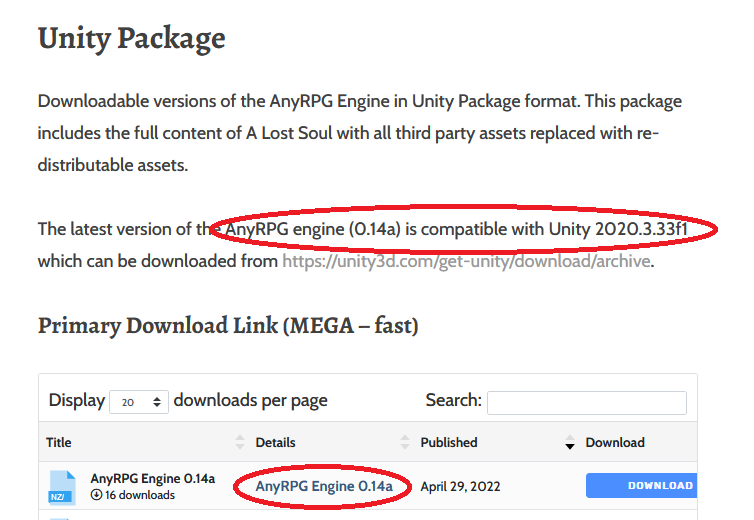 Unity Package
Downloadable versions of the AnyRPG Engine in Unity Package format. This package
includes the full content of A Lost Soul with all third party assets replaced with re-
distributable assets.
The latest version of the AnyRPG engine (0.14a) is compatible with Unity 2020.3.33f1
which can be downloaded from https://unity3d.com/get-unity/download/archive.
Primary Download Link (MEGA – fast)
Display 20 downloads per page Search:
Title Details Published Download
AnyRPG Engine 0.14a AnyRPG Engine 0.14a April 29, 2022 DOWNLOAD
16 downloads